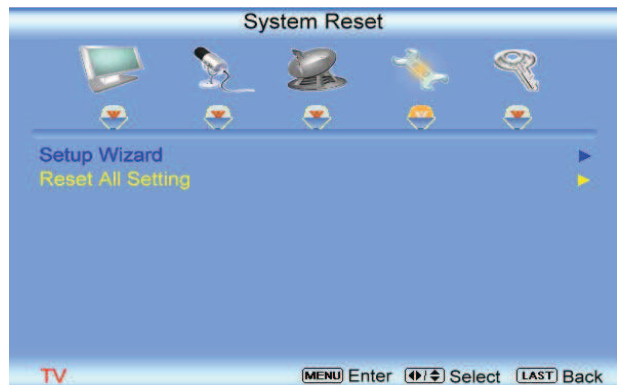 System Reset
Setup Wizard
Reset All Setting
TV MENU Enter Select LAST Back